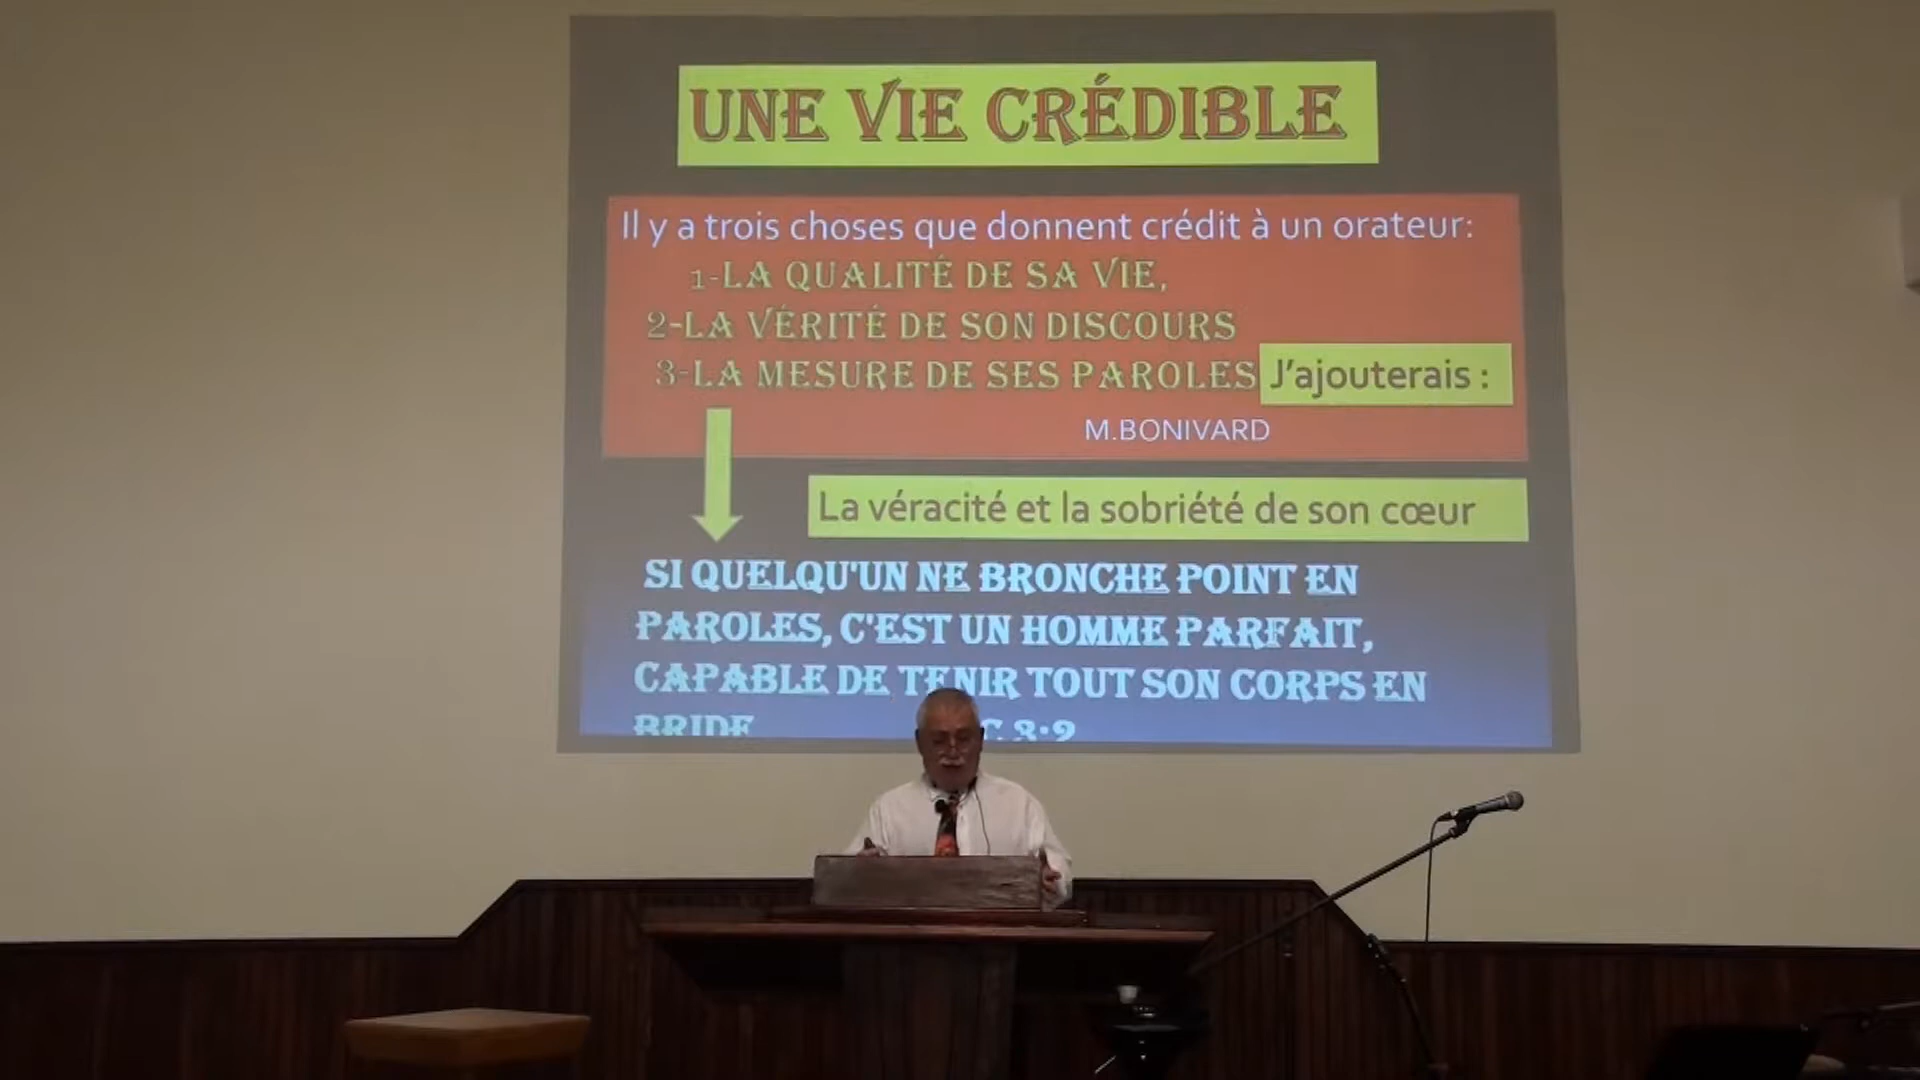 UNE VIE CRÉDIBLE
Il y a trois choses que donnent crédit à un orateur:
1-LA QUALITÉ DE SA VIE,
2-LA VÉRITÉ DE SON DISCOURS
3-LA MESURE DE SES PAROLES
J'ajouterais :
M.BONIVARD
La véracité et la sobriété de son cœur
SI QUELQU'UN NE BRONCHE POINT EN
PAROLES, C'EST UN HOMME PARFAIT,
CAPABLE DE TENIR TOUT SON CORPS EN
BRIDE C 3:2